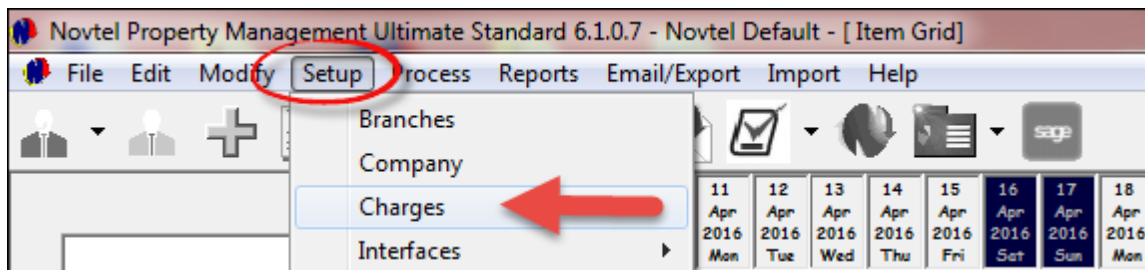 Novtel Property Management Ultimate Standard 6.1.0.7 - Novtel Default - [ Item Grid]
File Edit Modify Setup Process Reports Email/Export Import Help
sage
Branches
Company
Charges
Interfaces
11 12 13 14 15 16 17 18
Apr Apr Apr Apr Apr Apr Apr Apr
2016 2016 2016 2016 2016 2016 2016 2016
Mon Tue Wed Thu Fri Sat Sun Mon